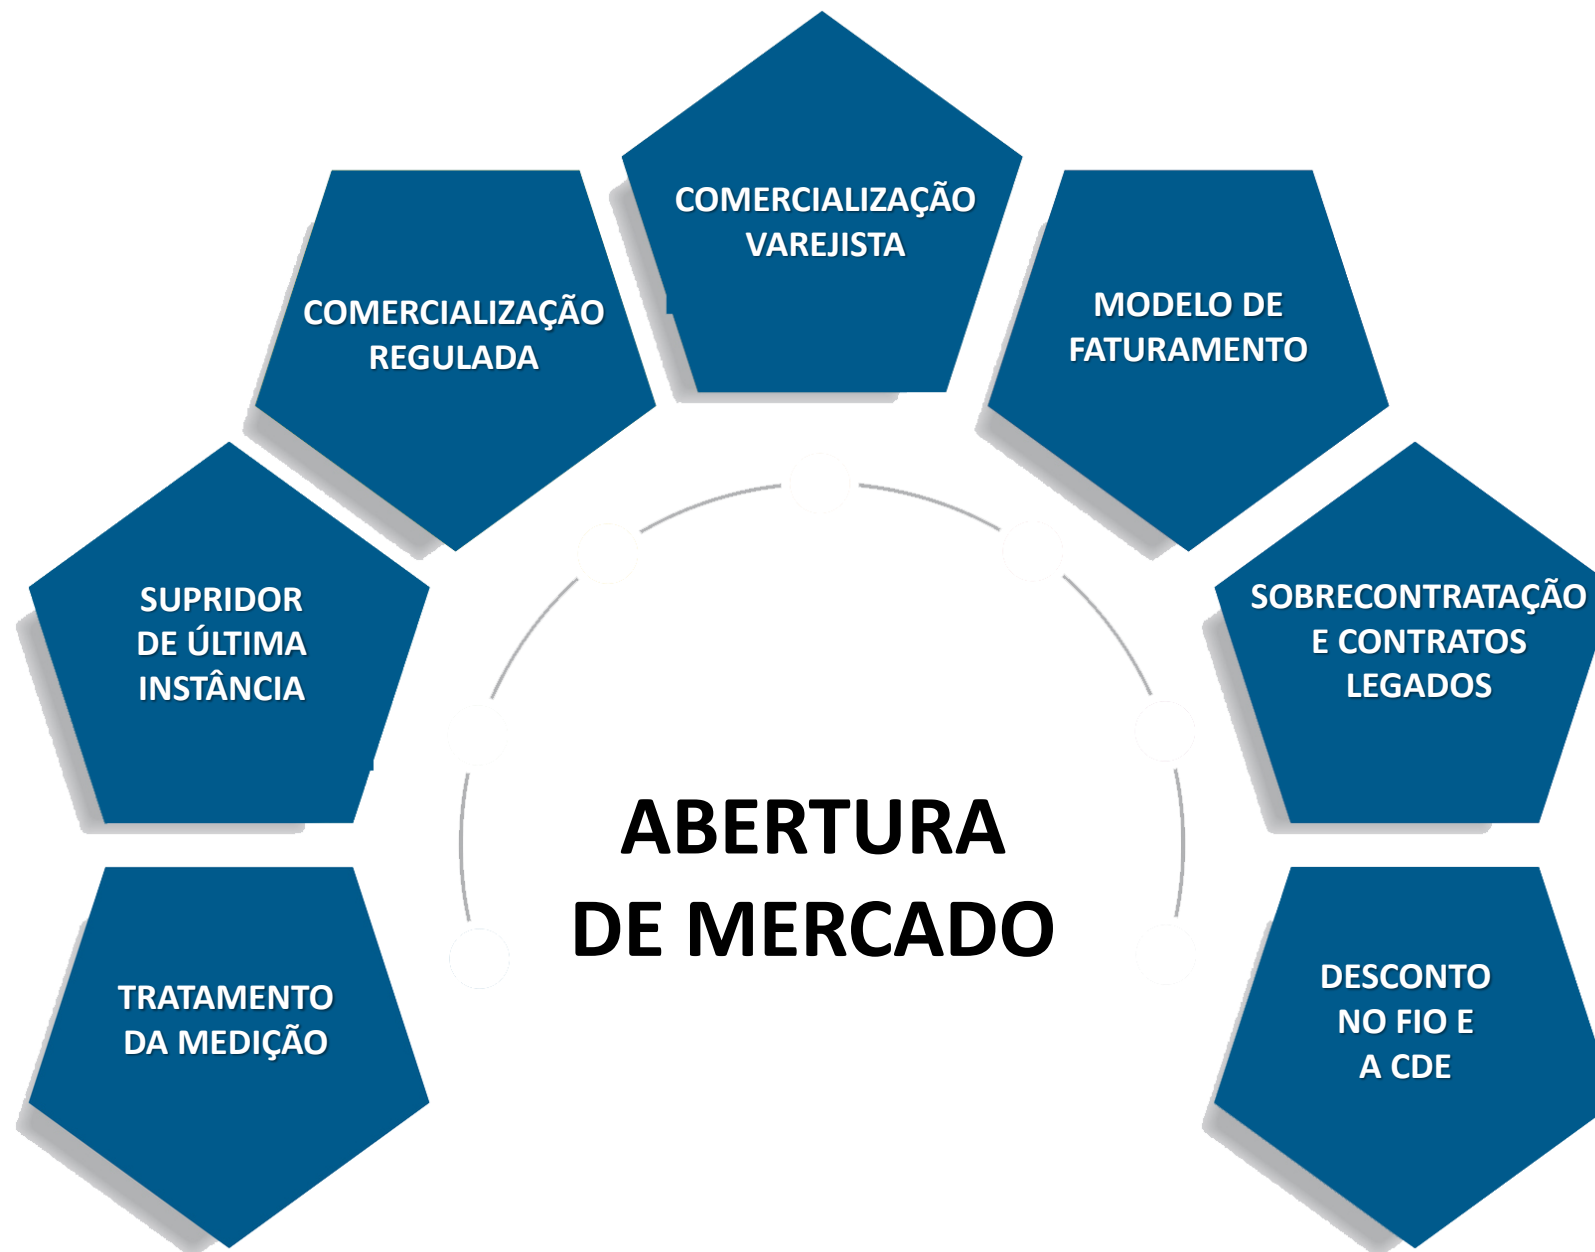 COMERCIALIZAÇÃO
VAREJISTA
COMERCIALIZAÇÃO
REGULADA
MODELO DE
FATURAMENTO
SUPRIDOR
DE ÚLTIMA
INSTÂNCIA
SOBRECONTRATAÇÃO
E CONTRATOS
LEGADOS
ABERTURA
DE MERCADO
TRATAMENTO
DA MEDIÇÃO
DESCONTO
NO FIO E
A CDE